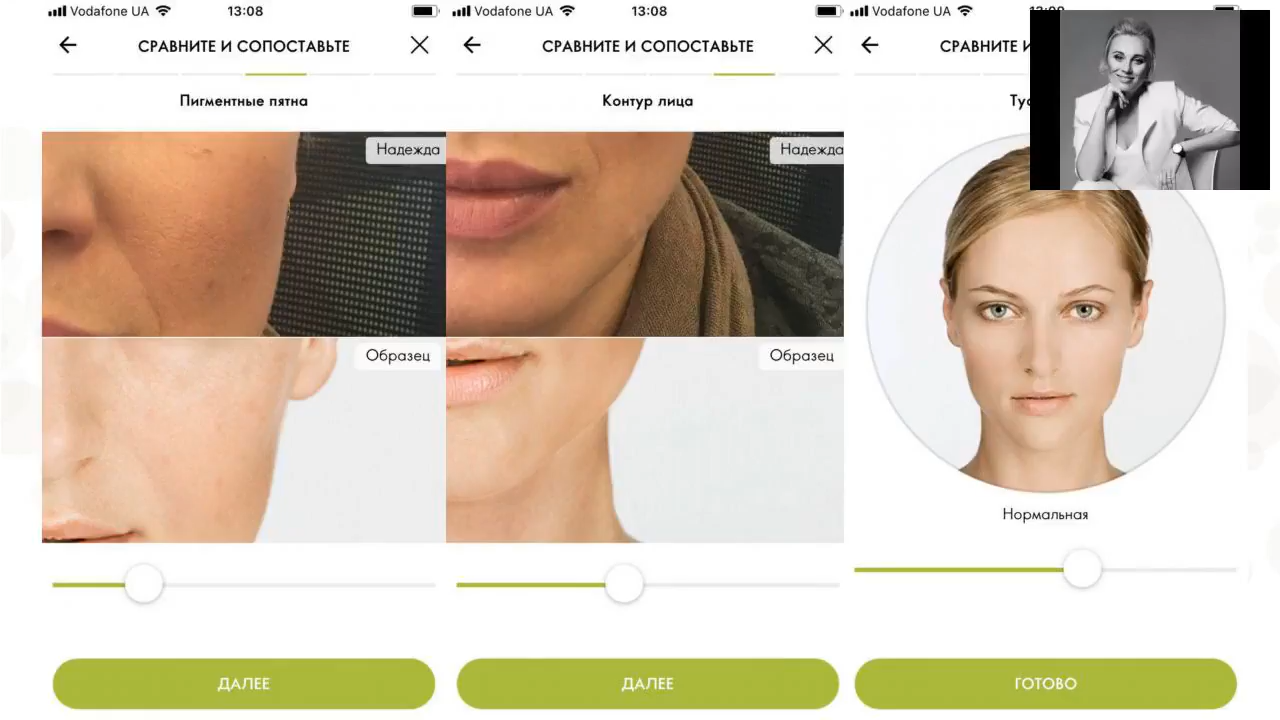 Vodafone UA 13:08
СРАВНИТЕ И СОПОСТАВЬТЕ
Пигментные пятна
Надежда
Образец
ДАЛЕЕ
Vodafone UA 13:08
СРАВНИТЕ И СОПОСТАВЬТЕ
Контур лица
Надежда
Образец
ДАЛЕЕ
Vodafone UA
СРАВНИТЕ И
Нормальная
ГОТОВО